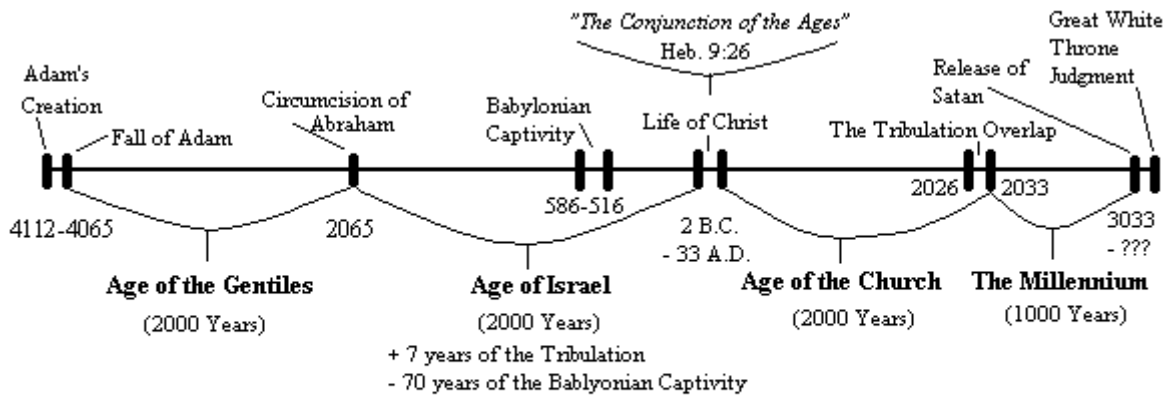 "The Conjunction of the Ages"
Heb. 9:26
Great White
Throne
Judgment
Adam's
Creation
Fall of Adam
Circumcision of
Abraham
Babylonian
Captivity
Life of Christ
The Tribulation Overlap
Release of
Satan
4112-4065
2065
586-516
2 B.C.
- 33 A.D.
2026
2033
3033
- ???
Age of the Gentiles
(2000 Years)
Age of Israel
(2000 Years)
+ 7 years of the Tribulation
- 70 years of the Bablyonian Captivity
Age of the Church
(2000 Years)
The Millennium
(1000 Years)